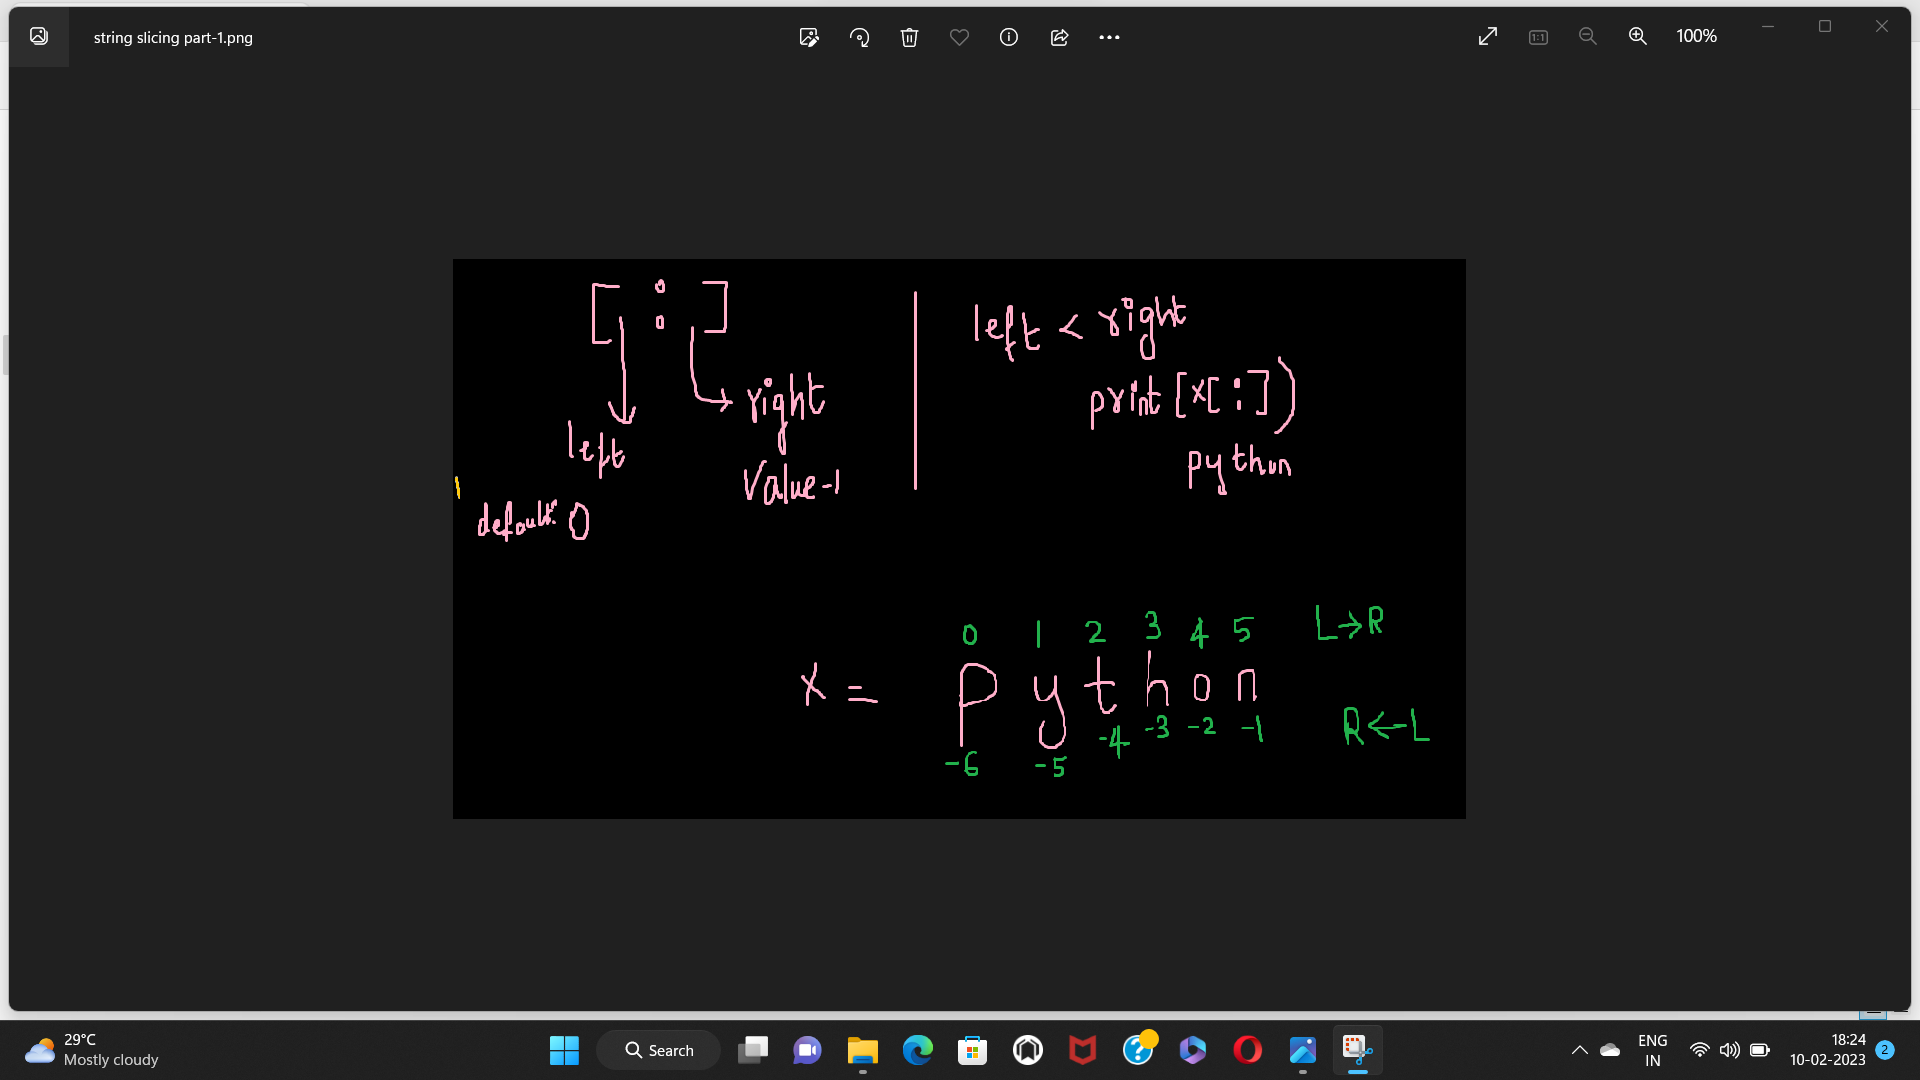 string slicing part-1.png
100%
[ : ]
left
right
value-1
default: 0
left < right
print [x[:])
python
0 1 2 3 4 5 L→R
x = p y t h o n
-6 -5 -4 -3 -2 -1 R←L
29°C
Mostly cloudy
Search
ENG
IN
18:24
10-02-2023
2